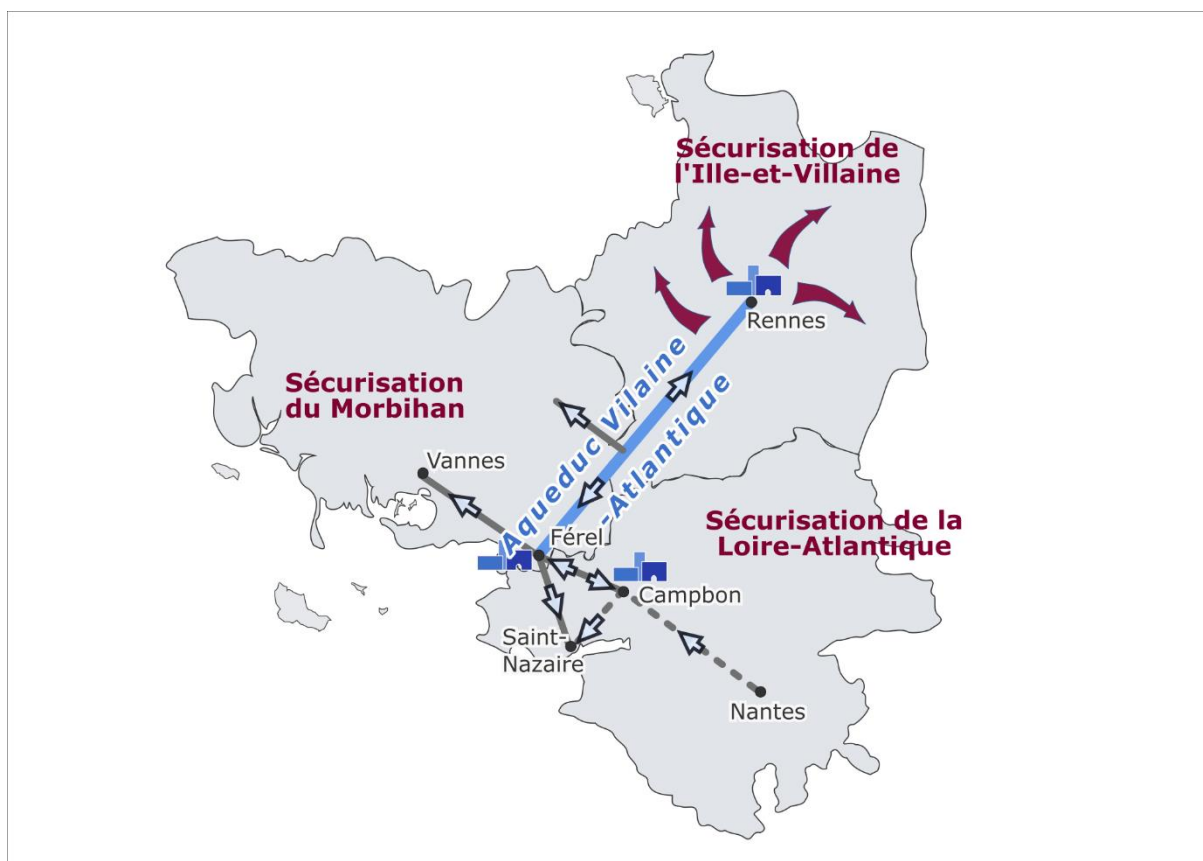 Sécurisation de
l'Ille-et-Villaine
Rennes
Aqueduc Vilaine
-Atlantique
Sécurisation
du Morbihan
Vannes
Sécurisation de la
Loire-Atlantique
Férel
Campbon
Saint-
Nazaire
Nantes